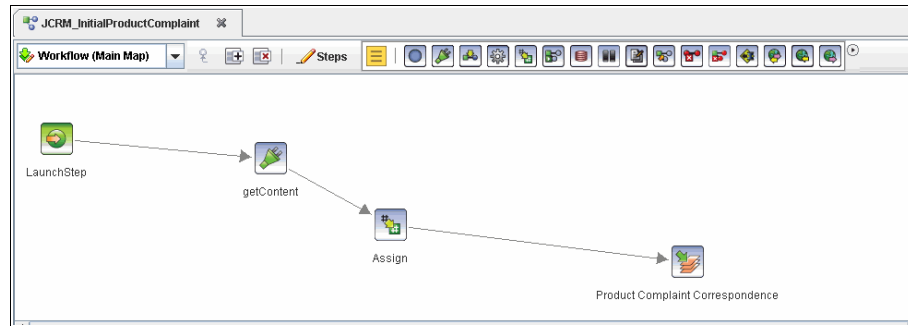 JCRM_InitialProductComplaint
Workflow (Main Map)
Steps
LaunchStep
getContent
Assign
Product Complaint Correspondence